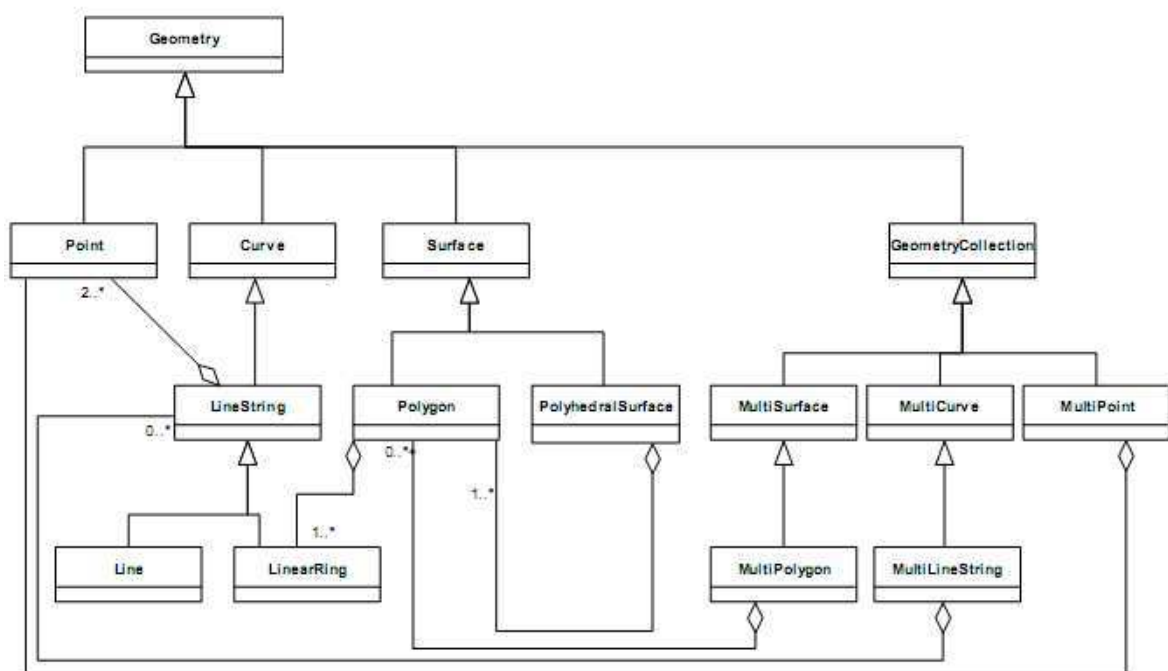 Geometry
Point
Curve
Surface
GeometryCollection
2..*
LineString
Polygon
PolyhedralSurface
MultiSurface
MultiCurve
MultiPoint
0..*
0..*
1..*
1..*
Line
LinearRing
MultiPolygon
MultiLineString